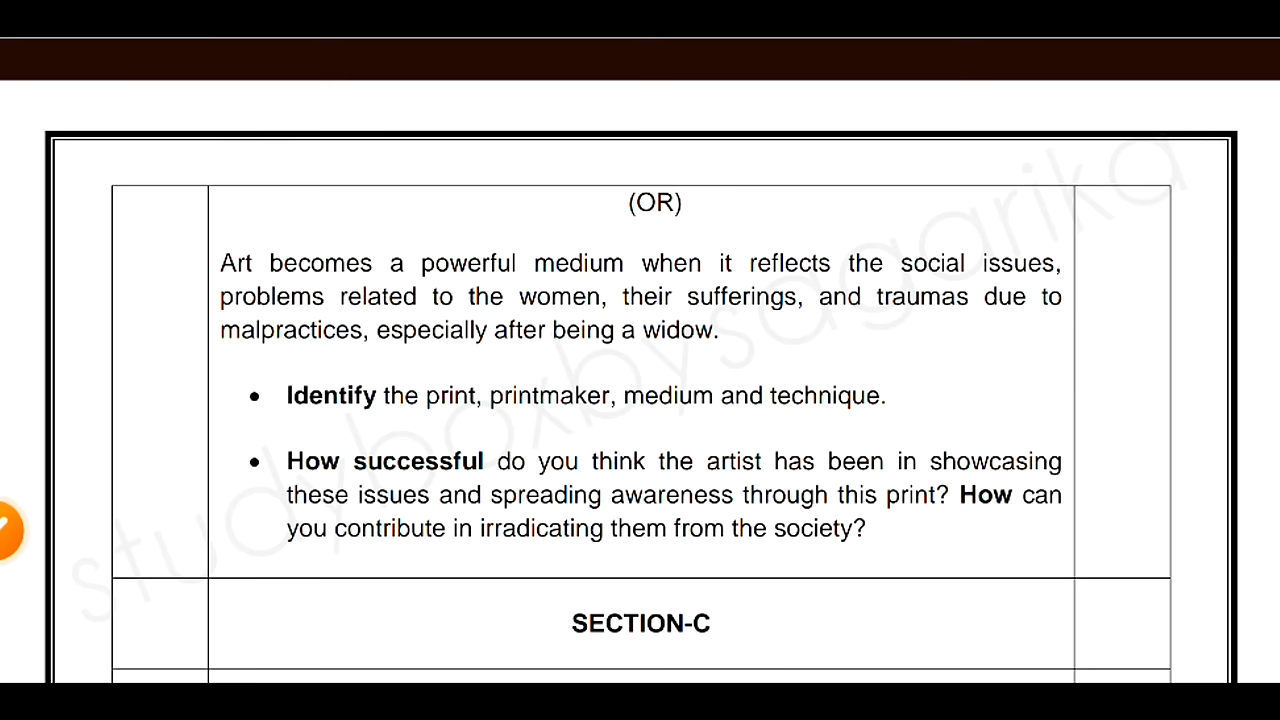 (OR)
Art becomes a powerful medium when it reflects the social issues,
problems related to the women, their sufferings, and traumas due to
malpractices, especially after being a widow.
• Identify the print, printmaker, medium and technique.
• How successful do you think the artist has been in showcasing
these issues and spreading awareness through this print? How can
you contribute in irradicating them from the society?
SECTION-C
studyboxbysagarika